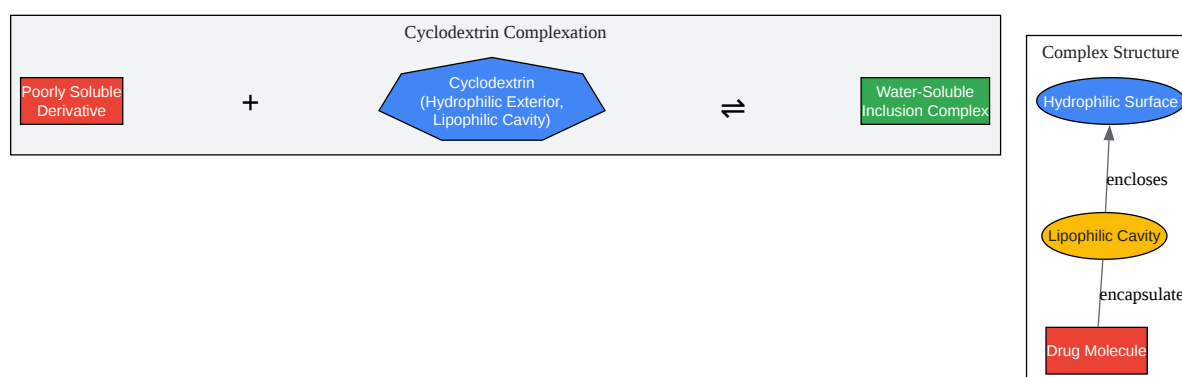 Cyclodextrin Complexation
Poorly Soluble
Derivative
+
Cyclodextrin
(Hydrophilic Exterior,
Lipophilic Cavity)
⇌
Water-Soluble
Inclusion Complex
Complex Structure
Hydrophilic Surface
encloses
Lipophilic Cavity
encapsulate
Drug Molecule